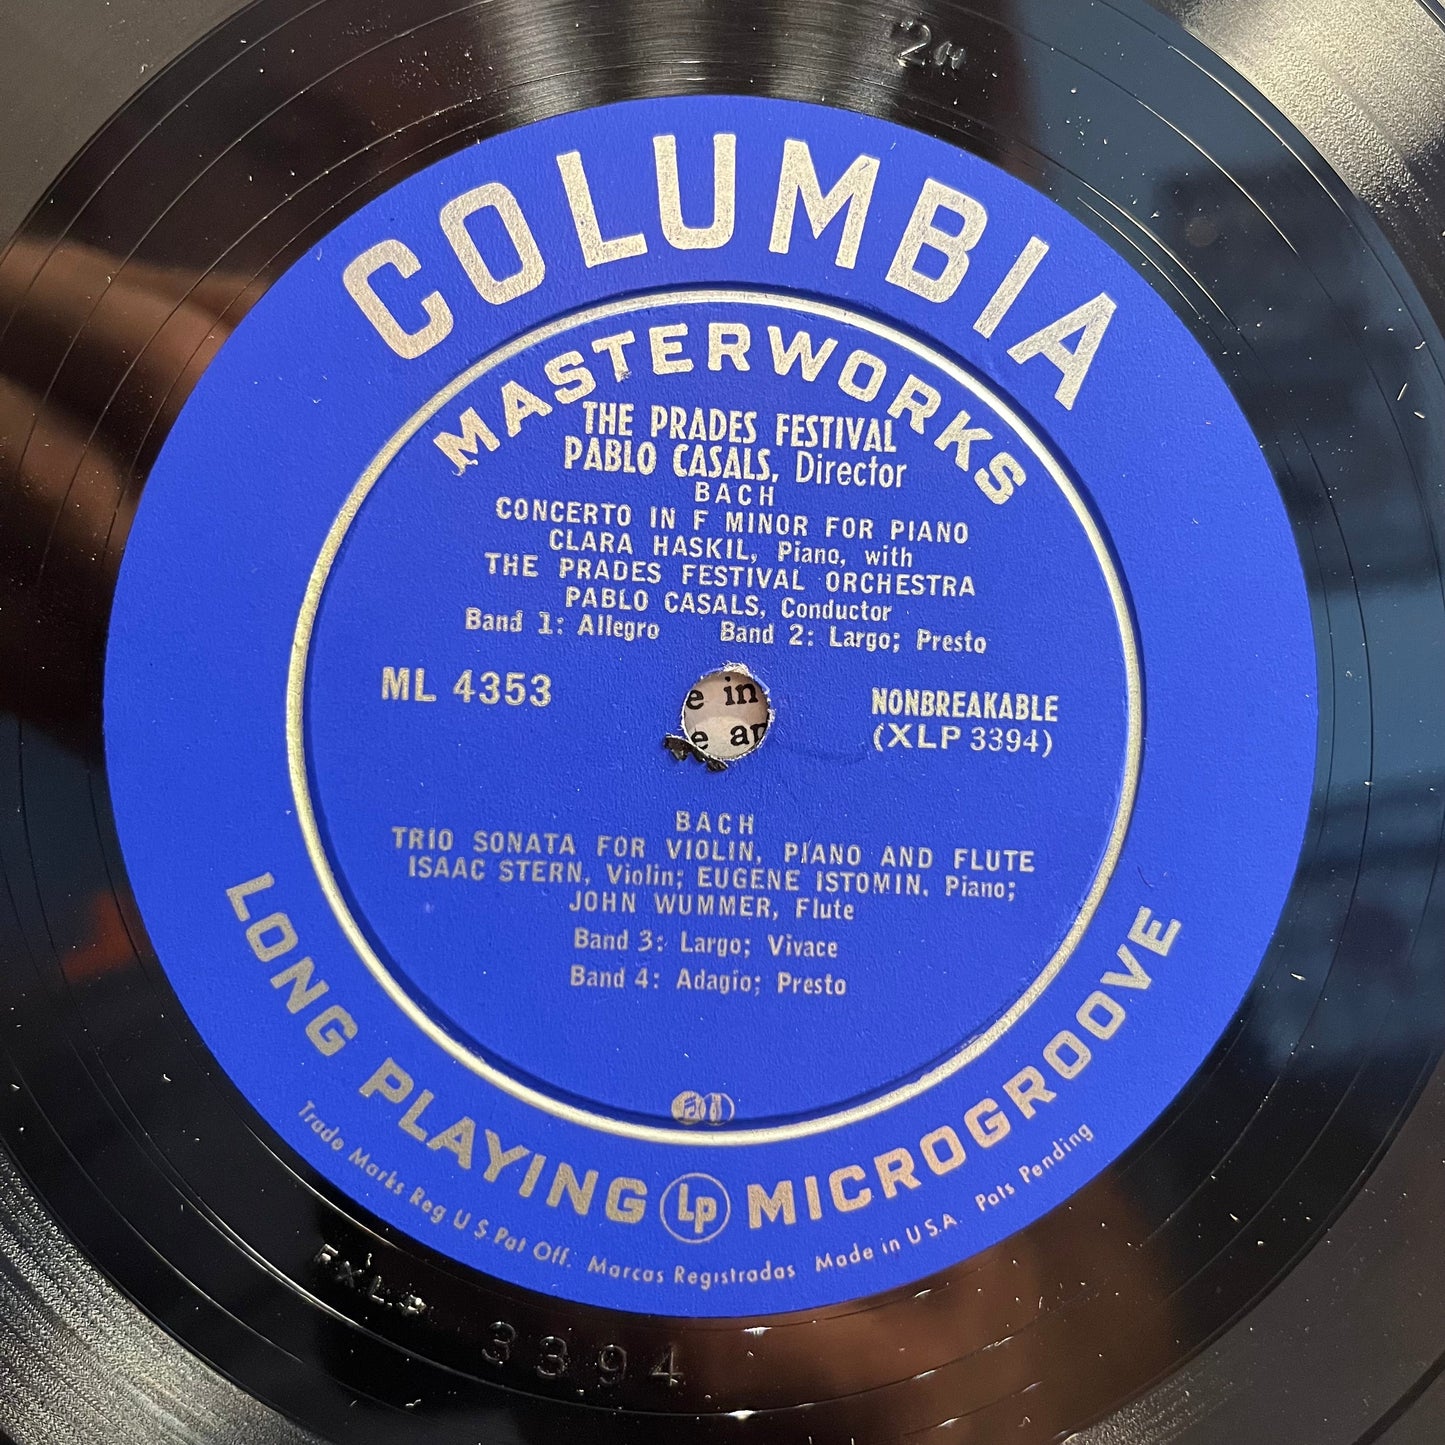 2H
COLUMBIA
MASTERWORKS
THE PRADES FESTIVAL
PABLO CASALS, Director
BACH
CONCERTO IN F MINOR FOR PIANO
CLARA HASKIL, Piano, with
THE PRADES FESTIVAL ORCHESTRA
PABLO CASALS, Conductor
Band 1: Allegro Band 2: Largo; Presto
ML 4353
NONBREAKABLE
(XLP 3394)
e in
e an
BACH
TRIO SONATA FOR VIOLIN, PIANO AND FLUTE
ISAAC STERN, Violin; EUGENE ISTOMIN, Piano;
JOHN WUMMER, Flute
Band 3: Largo; Vivace
Band 4: Adagio; Presto
LONG PLAYING Lp MICROGROOVE
Trade Marks Reg U S Pat Off. Marcas Registradas Made in U S A. Pats Pending
FXLP 3394